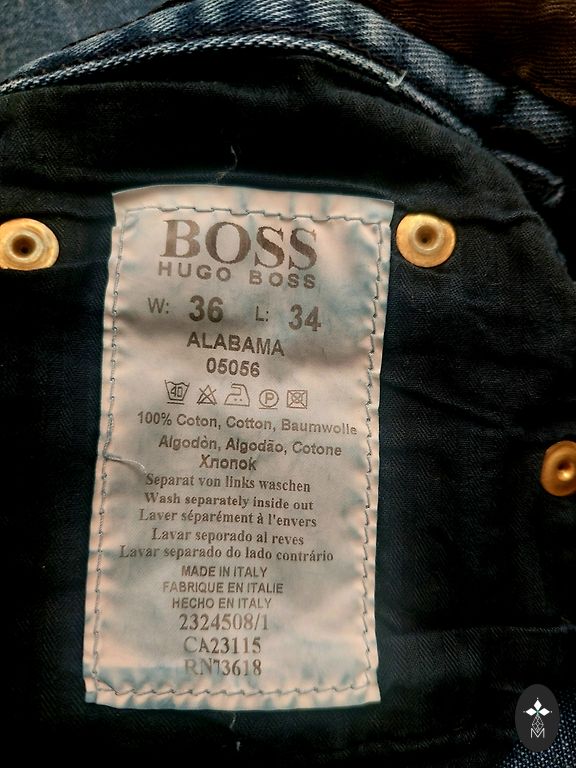 BOSS
HUGO BOSS
W: 36 L: 34
ALABAMA
05056
40 P
100% Coton, Cotton, Baumwolle
Algodòn, Algodão, Cotone
Xnonok
Separat von links waschen
Wash separately inside out
Laver séparément à l'envers
Lavar seporado al reves
Lavar separado do lado contrário
MADE IN ITALY
FABRIQUE EN ITALIE
HECHO EN ITALY
2324508/1
CA23115
RN73618
M